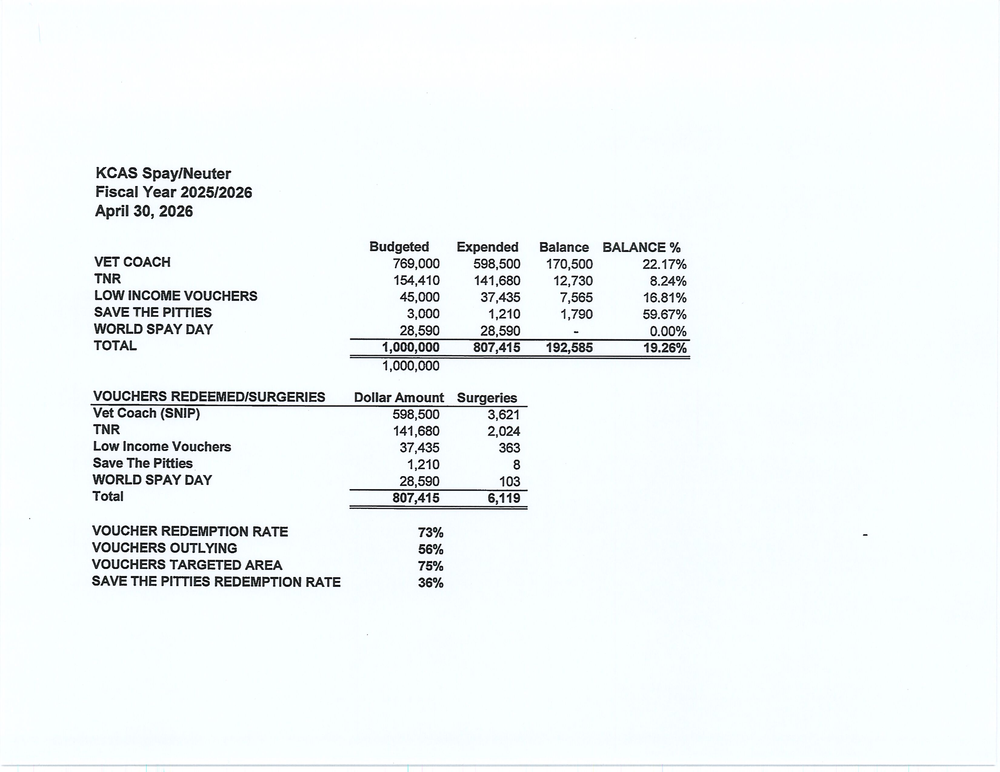 KCAS Spay/Neuter
Fiscal Year 2025/2026
April 30, 2026
Budgeted Expended Balance BALANCE %
VET COACH 769,000 598,500 170,500 22.17%
TNR 154,410 141,680 12,730 8.24%
LOW INCOME VOUCHERS 45,000 37,435 7,565 16.81%
SAVE THE PITTIES 3,000 1,210 1,790 59.67%
WORLD SPAY DAY 28,590 28,590 - 0.00%
TOTAL 1,000,000 807,415 192,585 19.26%
1,000,000
VOUCHERS REDEEMED/SURGERIES Dollar Amount Surgeries
Vet Coach (SNIP) 598,500 3,621
TNR 141,680 2,024
Low Income Vouchers 37,435 363
Save The Pitties 1,210 8
WORLD SPAY DAY 28,590 103
Total 807,415 6,119
VOUCHER REDEMPTION RATE 73%
VOUCHERS OUTLYING 56%
VOUCHERS TARGETED AREA 75%
SAVE THE PITTIES REDEMPTION RATE 36%